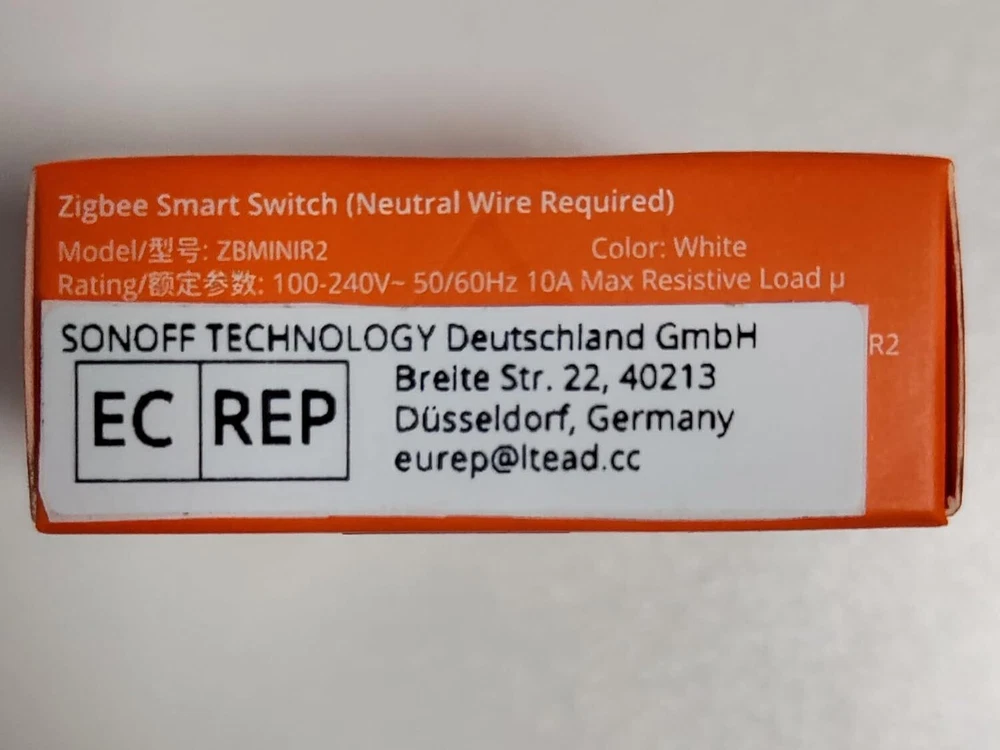 Zigbee Smart Switch (Neutral Wire Required)
Model/型号: ZBMINIR2
Color: White
Rating/额定参数: 100-240V~ 50/60Hz 10A Max Resistive Load μ
R2
SONOFF TECHNOLOGY Deutschland GmbH
EC REP
Breite Str. 22, 40213
Düsseldorf, Germany
eurep@itead.cc